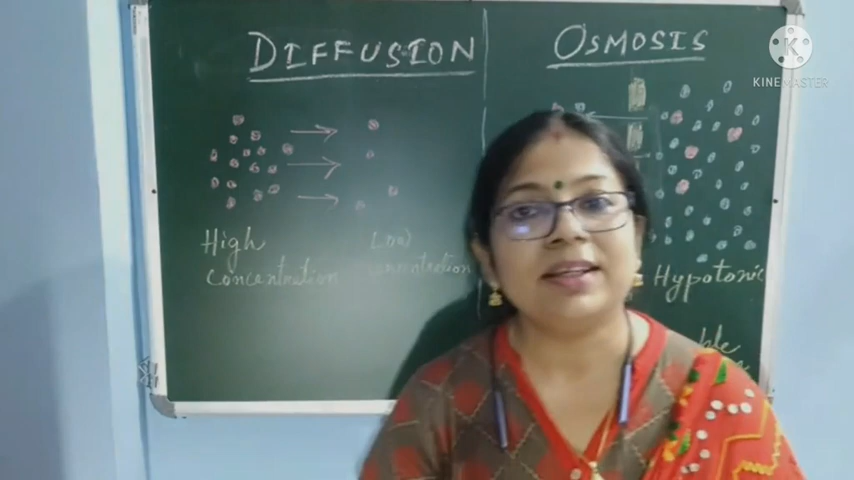 DIFFUSION
OSMOSIS
K
KINEMASTER
High
concentration
Low
concentration
Hypotonic